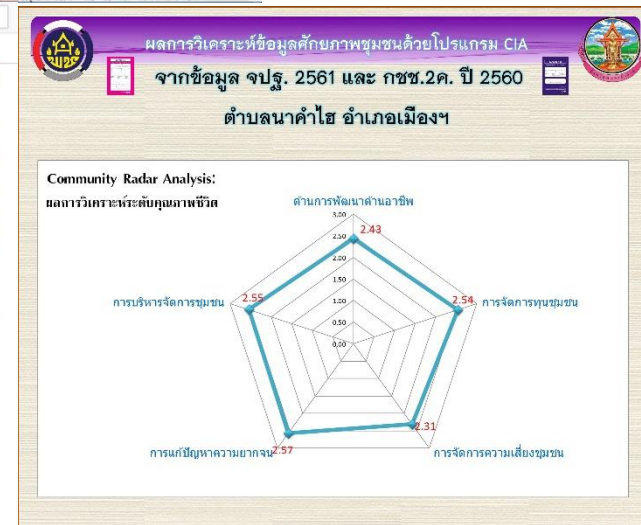 ผลการวิเคราะห์ข้อมูลศักยภาพชุมชนด้วยโปรแกรม CIA
จากข้อมูล จปฐ. 2561 และ กชช.2ค. ปี 2560
ตำบลนาคำไฮ อำเภอเมืองฯ
Community Radar Analysis:
ผลการวิเคราะห์ระดับคุณภาพชีวิต
ด้านการพัฒนาด้านอาชีพ
3.00
2.43
2.50
2.00
1.50
1.00
0.50
0.00
การบริหารจัดการชุมชน
2.55
2.54
การจัดการทุนชุมชน
2.31
การแก้ปัญหาความยากจน
2.57
การจัดการความเสี่ยงชุมชน